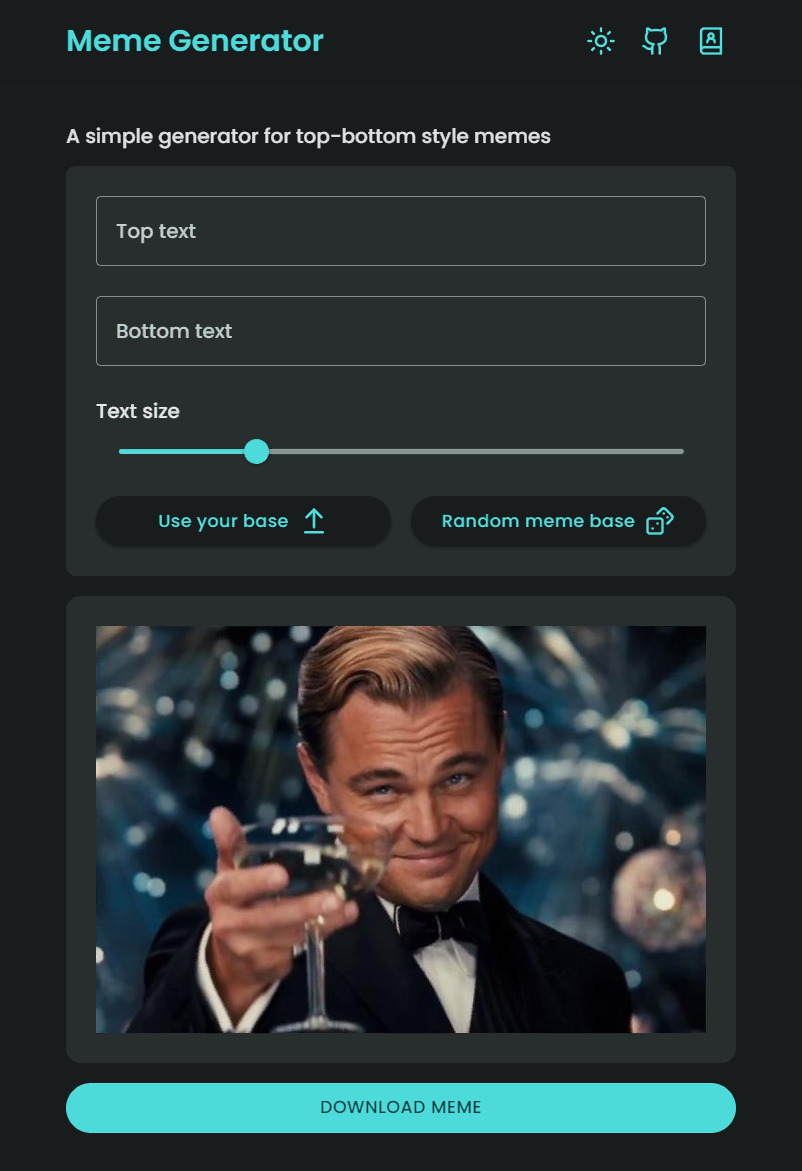 Meme Generator
A simple generator for top-bottom style memes
Top text
Bottom text
Text size
Use your base
Random meme base
DOWNLOAD MEME